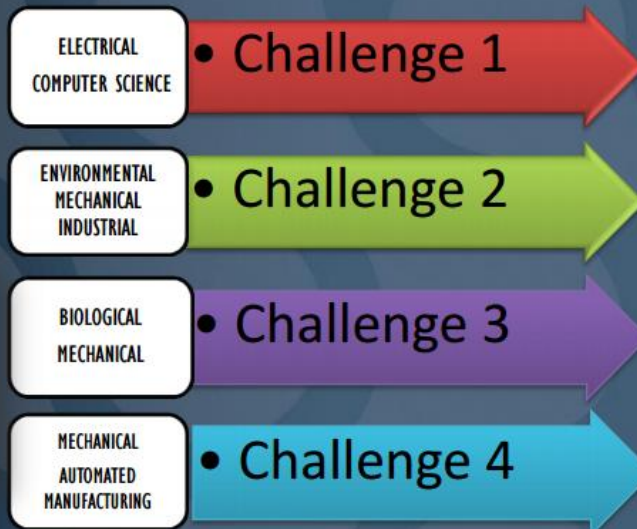 ELECTRICAL
COMPUTER SCIENCE
• Challenge 1
ENVIRONMENTAL
MECHANICAL
INDUSTRIAL
• Challenge 2
BIOLOGICAL
MECHANICAL
• Challenge 3
MECHANICAL
AUTOMATED
MANUFACTURING
• Challenge 4